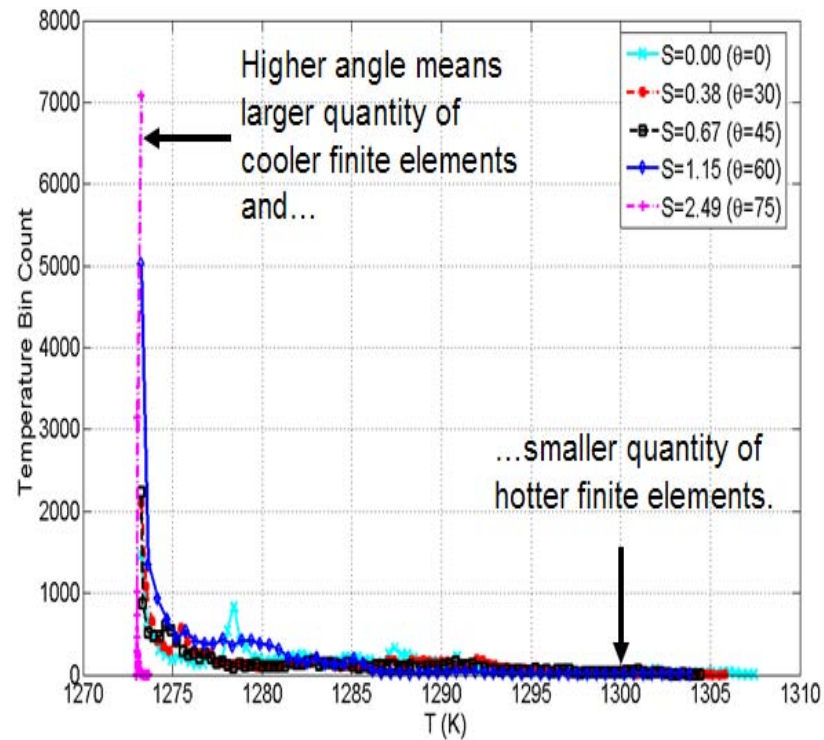 8000
7000
6000
5000
4000
3000
2000
1000
0
Temperature Bin Count
Higher angle means
larger quantity of
cooler finite elements
and...
S=0.00 (θ=0)
S=0.38 (θ=30)
S=0.67 (θ=45)
S=1.15 (θ=60)
S=2.49 (θ=75)
...smaller quantity of
hotter finite elements.
1270 1275 1280 1285 1290 1295 1300 1305 1310
T (K)